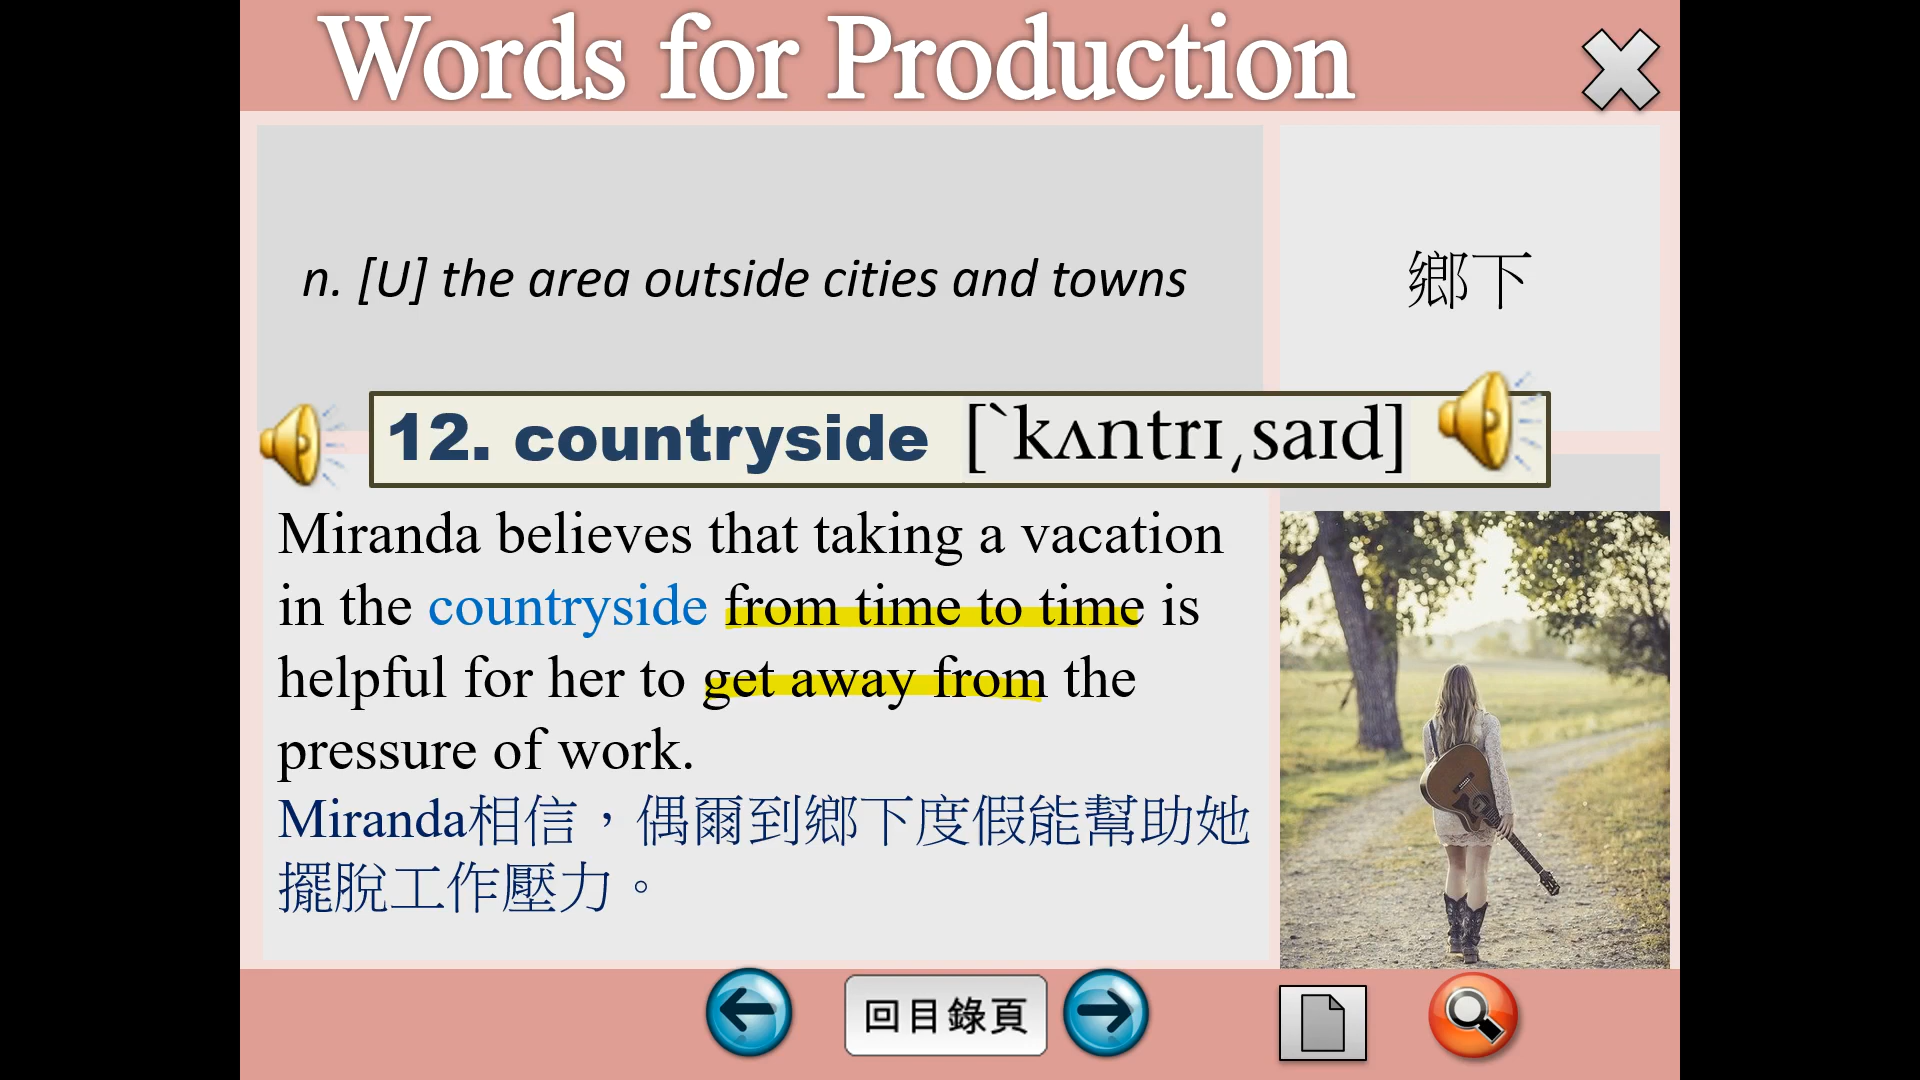 Words for Production
n. [U] the area outside cities and towns
鄉下
12. countryside [ˋkʌntrɪˏsaɪd]
Miranda believes that taking a vacation
in the countryside from time to time is
helpful for her to get away from the
pressure of work.
Miranda相信，偶爾到鄉下度假能幫助她
擺脫工作壓力。
回目錄頁